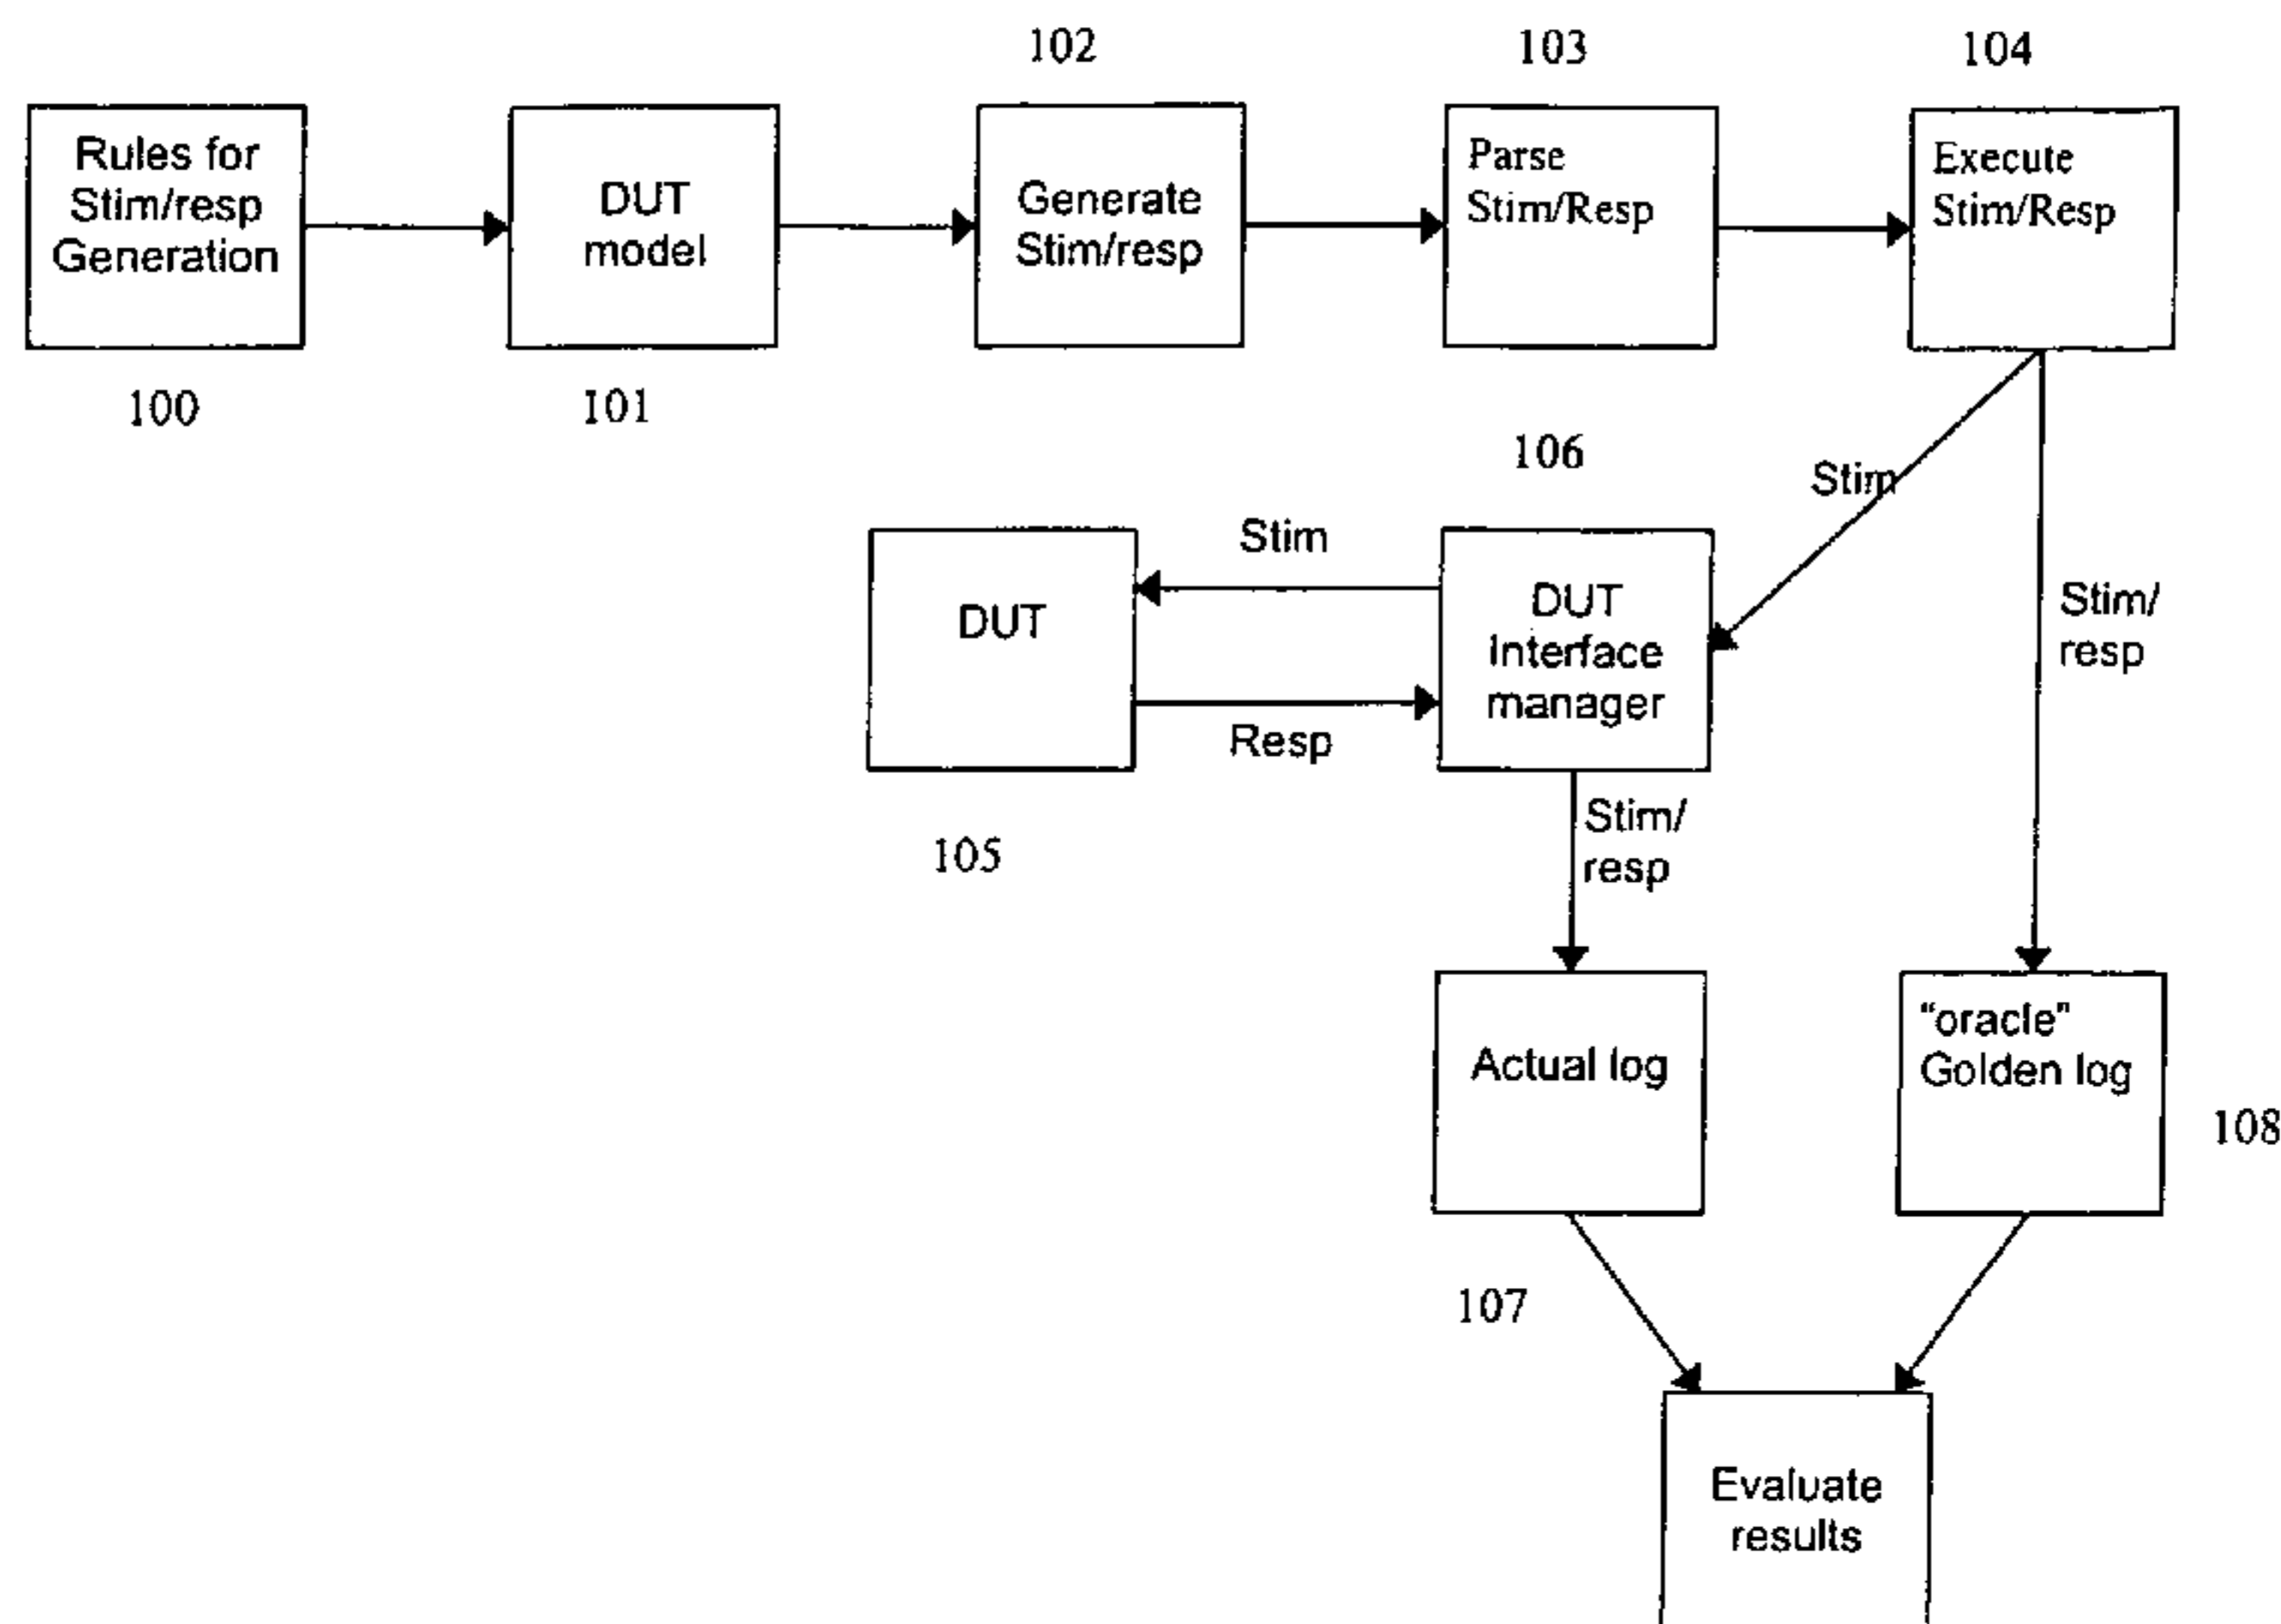 102
103
104
Rules for
Stim/resp
Generation
DUT
model
Generate
Stim/resp
Parse
Stim/Resp
Execute
Stim/Resp
100
101
106
Stim
Stim
DUT
DUT
Interface
manager
Stim/
resp
Resp
105
Stim/
resp
Actual log
"oracle"
Golden log
108
107
Evaluate
results